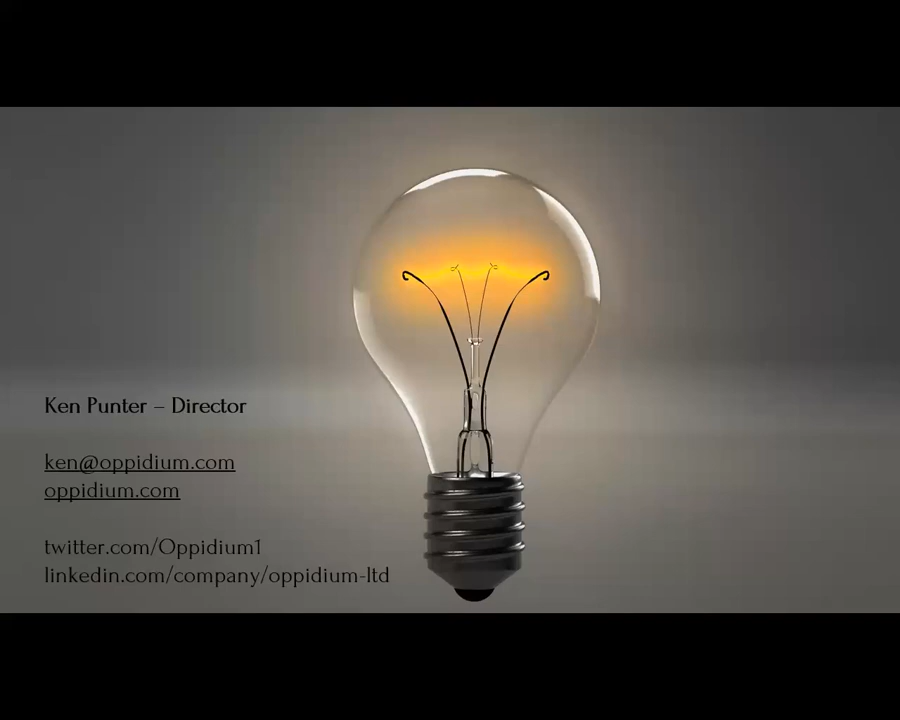 Ken Punter – Director
ken@oppidium.com
oppidium.com
twitter.com/Oppidium1
linkedin.com/company/oppidium-ltd